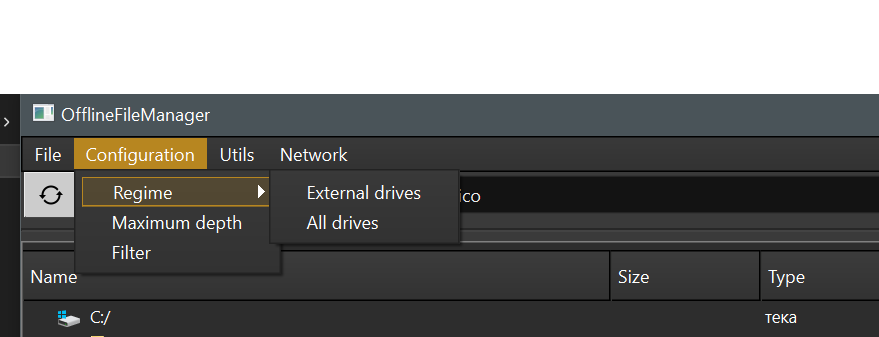 OfflineFileManager
File Configuration Utils Network
Regime External drives ico
Maximum depth All drives
Filter
Name Size Type
C:/ тека